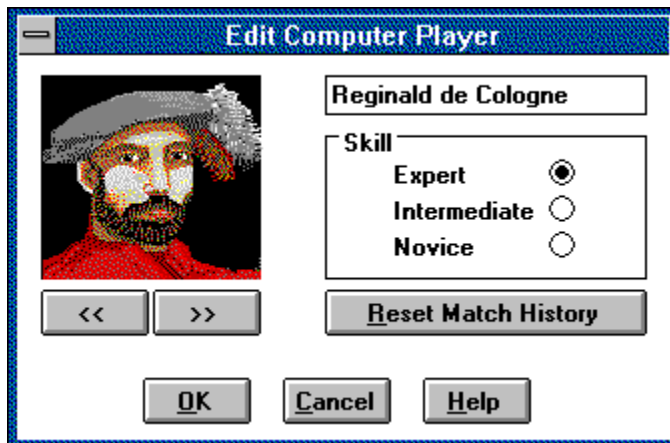 Edit Computer Player
Reginald de Cologne
Skill
Expert
Intermediate
Novice
<< >>
Reset Match History
OK Cancel Help